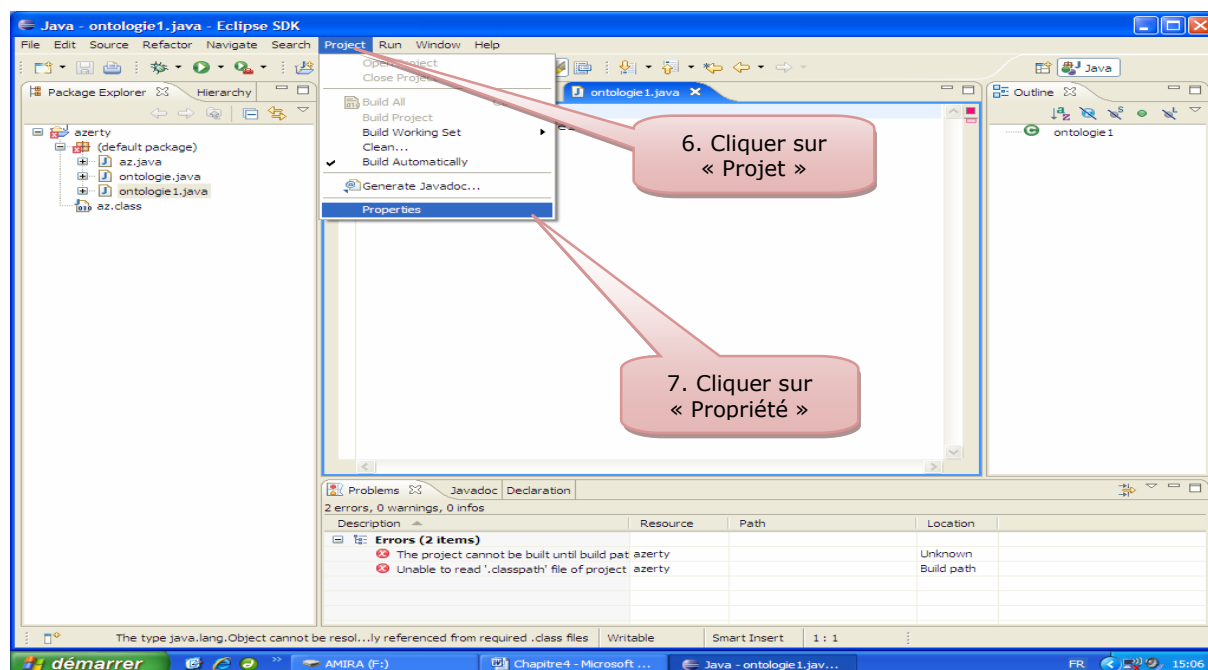 Java - ontologie1.java - Eclipse SDK
File Edit Source Refactor Navigate Search Project Run Window Help
Java
Package Explorer Hierarchy
ontologie1.java
Outline
azerty
(default package)
az.java
ontologie.java
ontologie1.java
az.class
Open Project
Close Project
Build All
Build Project
Build Working Set
Clean...
Build Automatically
Generate Javadoc...
Properties
6. Cliquer sur
« Projet »
ontologie1
7. Cliquer sur
« Propriété »
Problems Javadoc Declaration
2 errors, 0 warnings, 0 infos
Description Resource Path Location
Errors (2 items)
The project cannot be built until build pat azerty Unknown
Unable to read '.classpath' file of project azerty Build path
The type java.lang.Object cannot be resol...ly referenced from required .class files Writable Smart Insert 1 : 1
démarrer AMIRA (F:) Chapitre4 - Microsoft ... Java - ontologie1.jav... FR 15:06